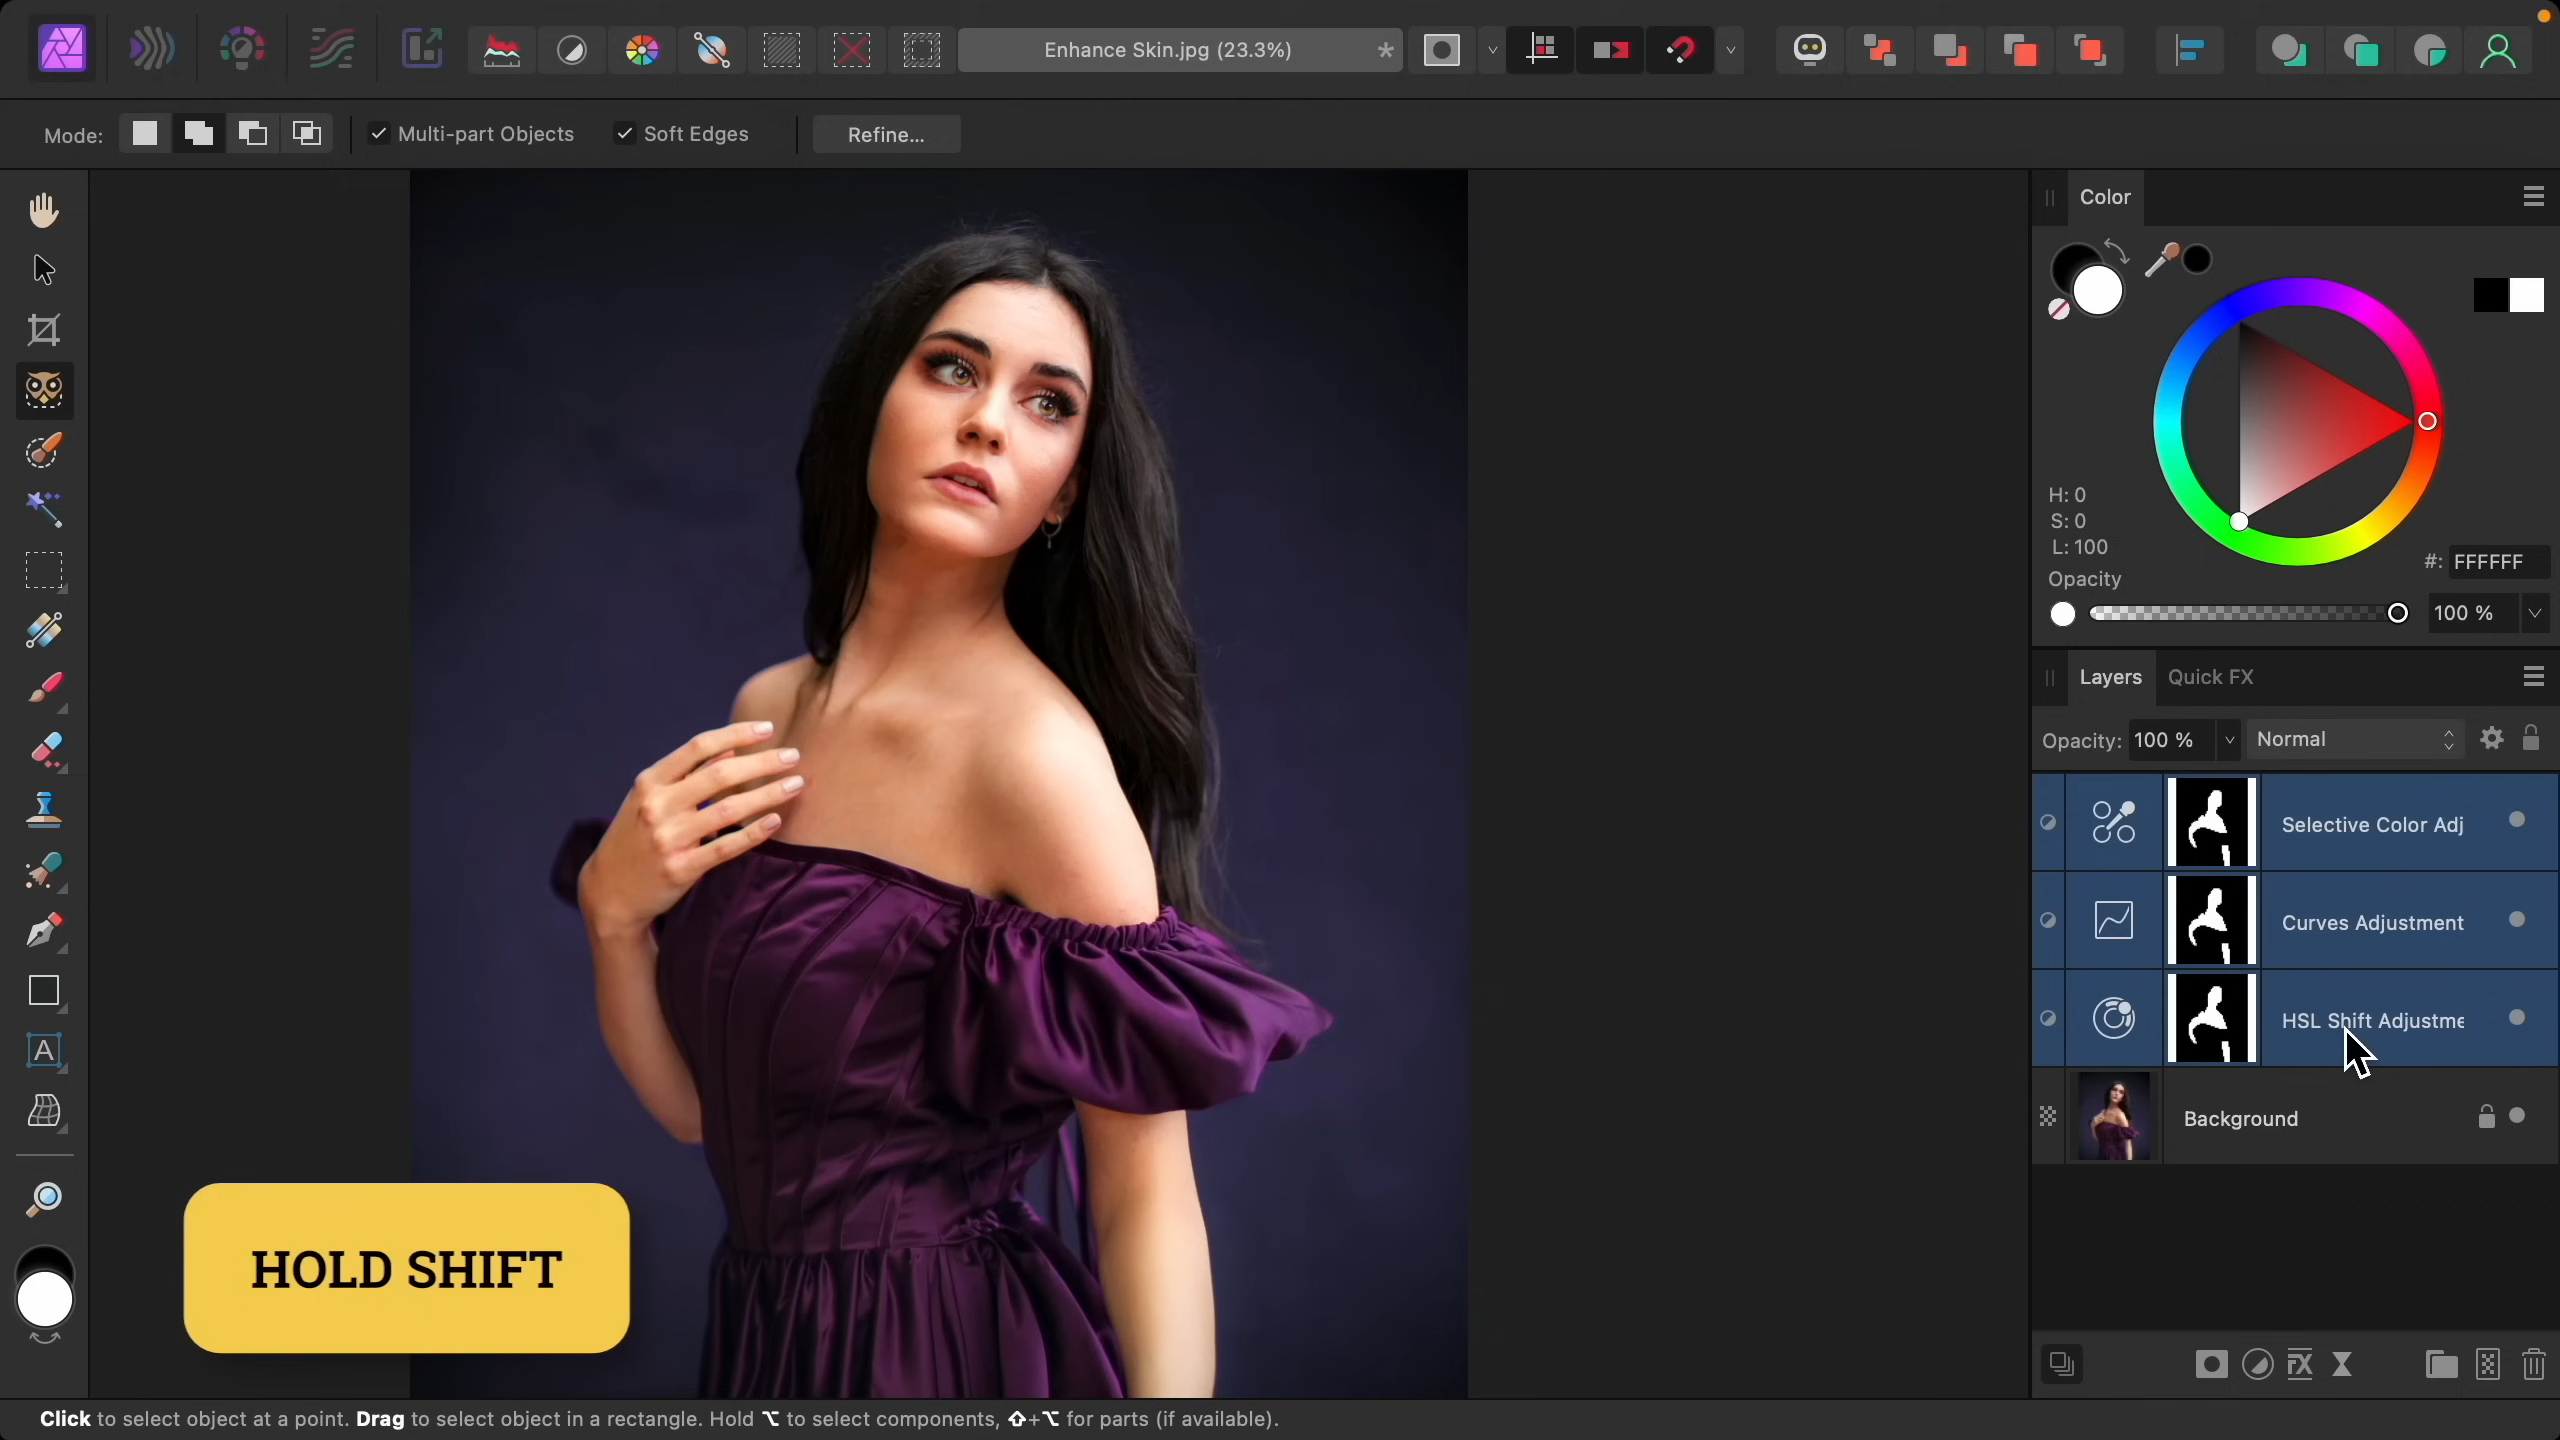 Enhance Skin.jpg (23.3%)
*
Mode:
Multi-part Objects
Soft Edges
Refine...
Color
H: 0
S: 0
L: 100
#: FFFFFF
Opacity
100 %
Layers
Quick FX
Opacity: 100 %
Normal
Selective Color Adj
Curves Adjustment
HSL Shift Adjustme
Background
FX
A
HOLD SHIFT
Click to select object at a point. Drag to select object in a rectangle. Hold ⌥ to select components, ⇧+⌥ for parts (if available).